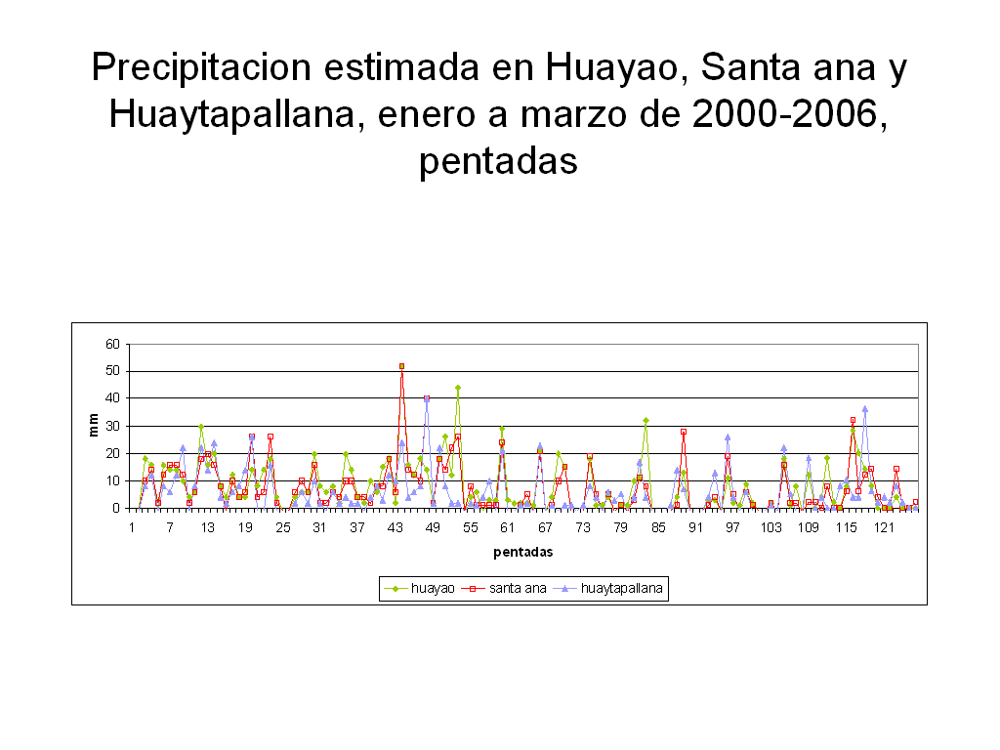 Precipitacion estimada en Huayao, Santa ana y
Huaytapallana, enero a marzo de 2000-2006,
pentadas
60
50
40
30
20
10
0
mm
1 7 13 19 25 31 37 43 49 55 61 67 73 79 85 91 97 103 109 115 121
pentadas
huayao santa ana huaytapallana